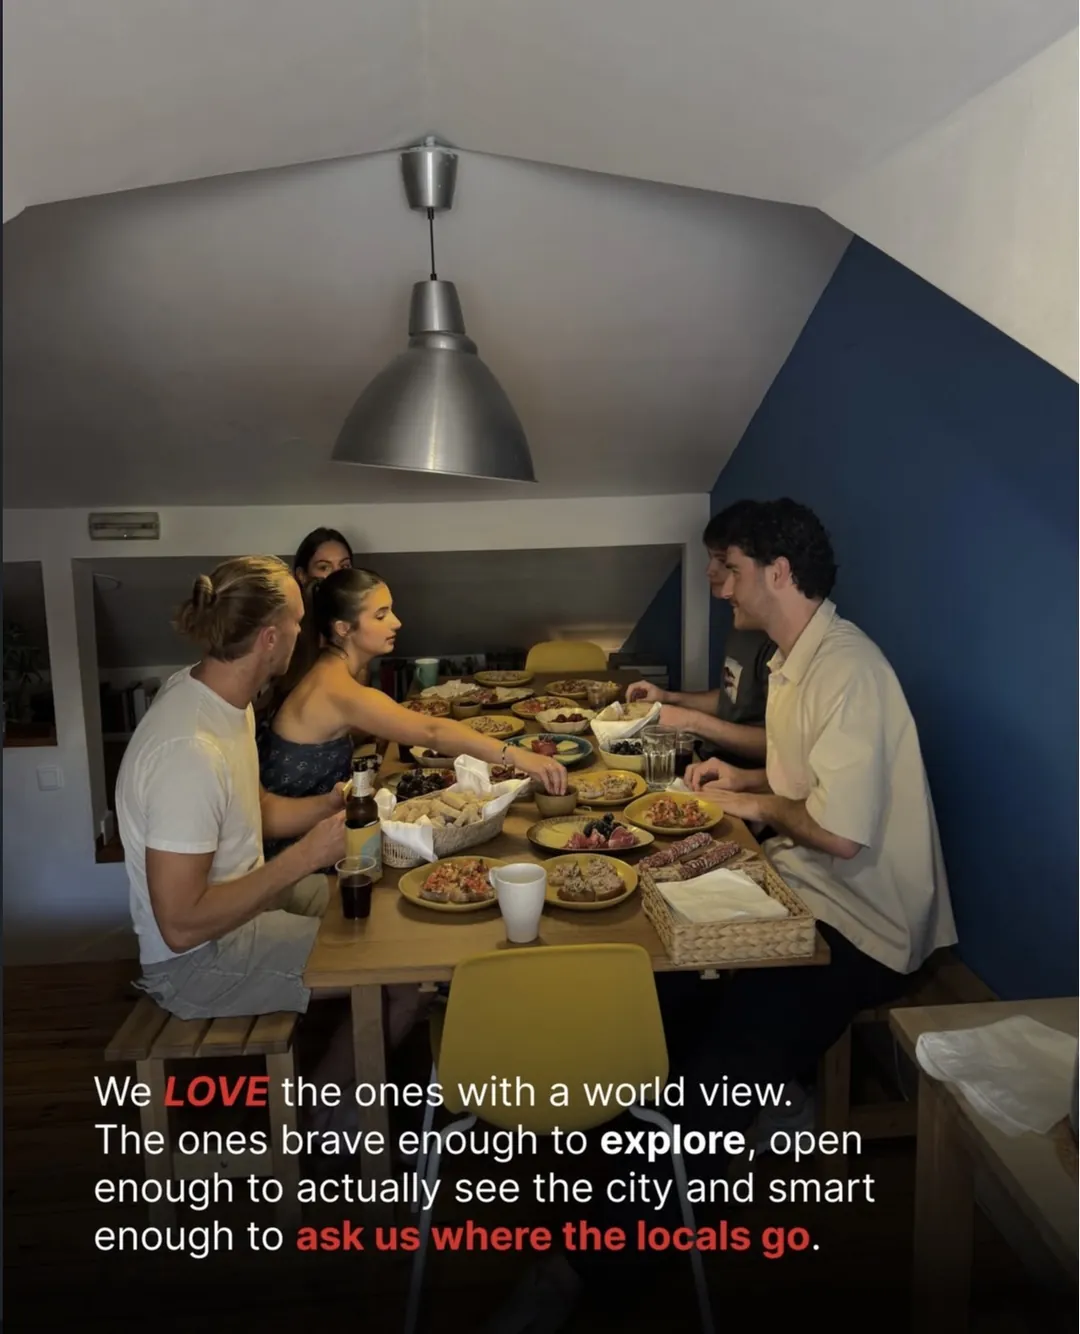 We LOVE the ones with a world view.
The ones brave enough to explore, open
enough to actually see the city and smart
enough to ask us where the locals go.